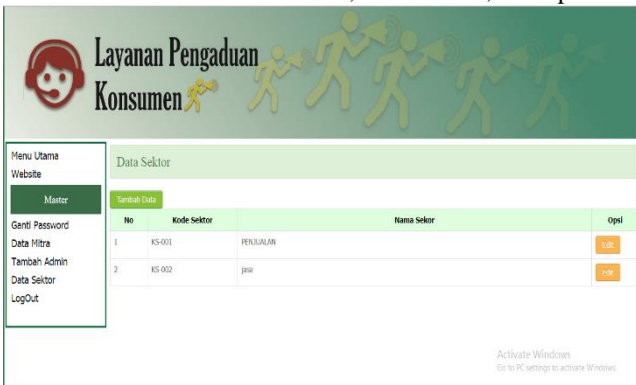 Layanan Pengaduan
Konsumen
Menu Utama
Website
Master
Ganti Password
Data Mitra
Tambah Admin
Data Sektor
LogOut
Data Sektor
Tambah Data
No Kode Sektor Nama Sekor Opsi
1 KS-001 PENJUALAN Edit
2 KS-002 jasa Edit
Activate Windows
Go to PC settings to activate Windows.